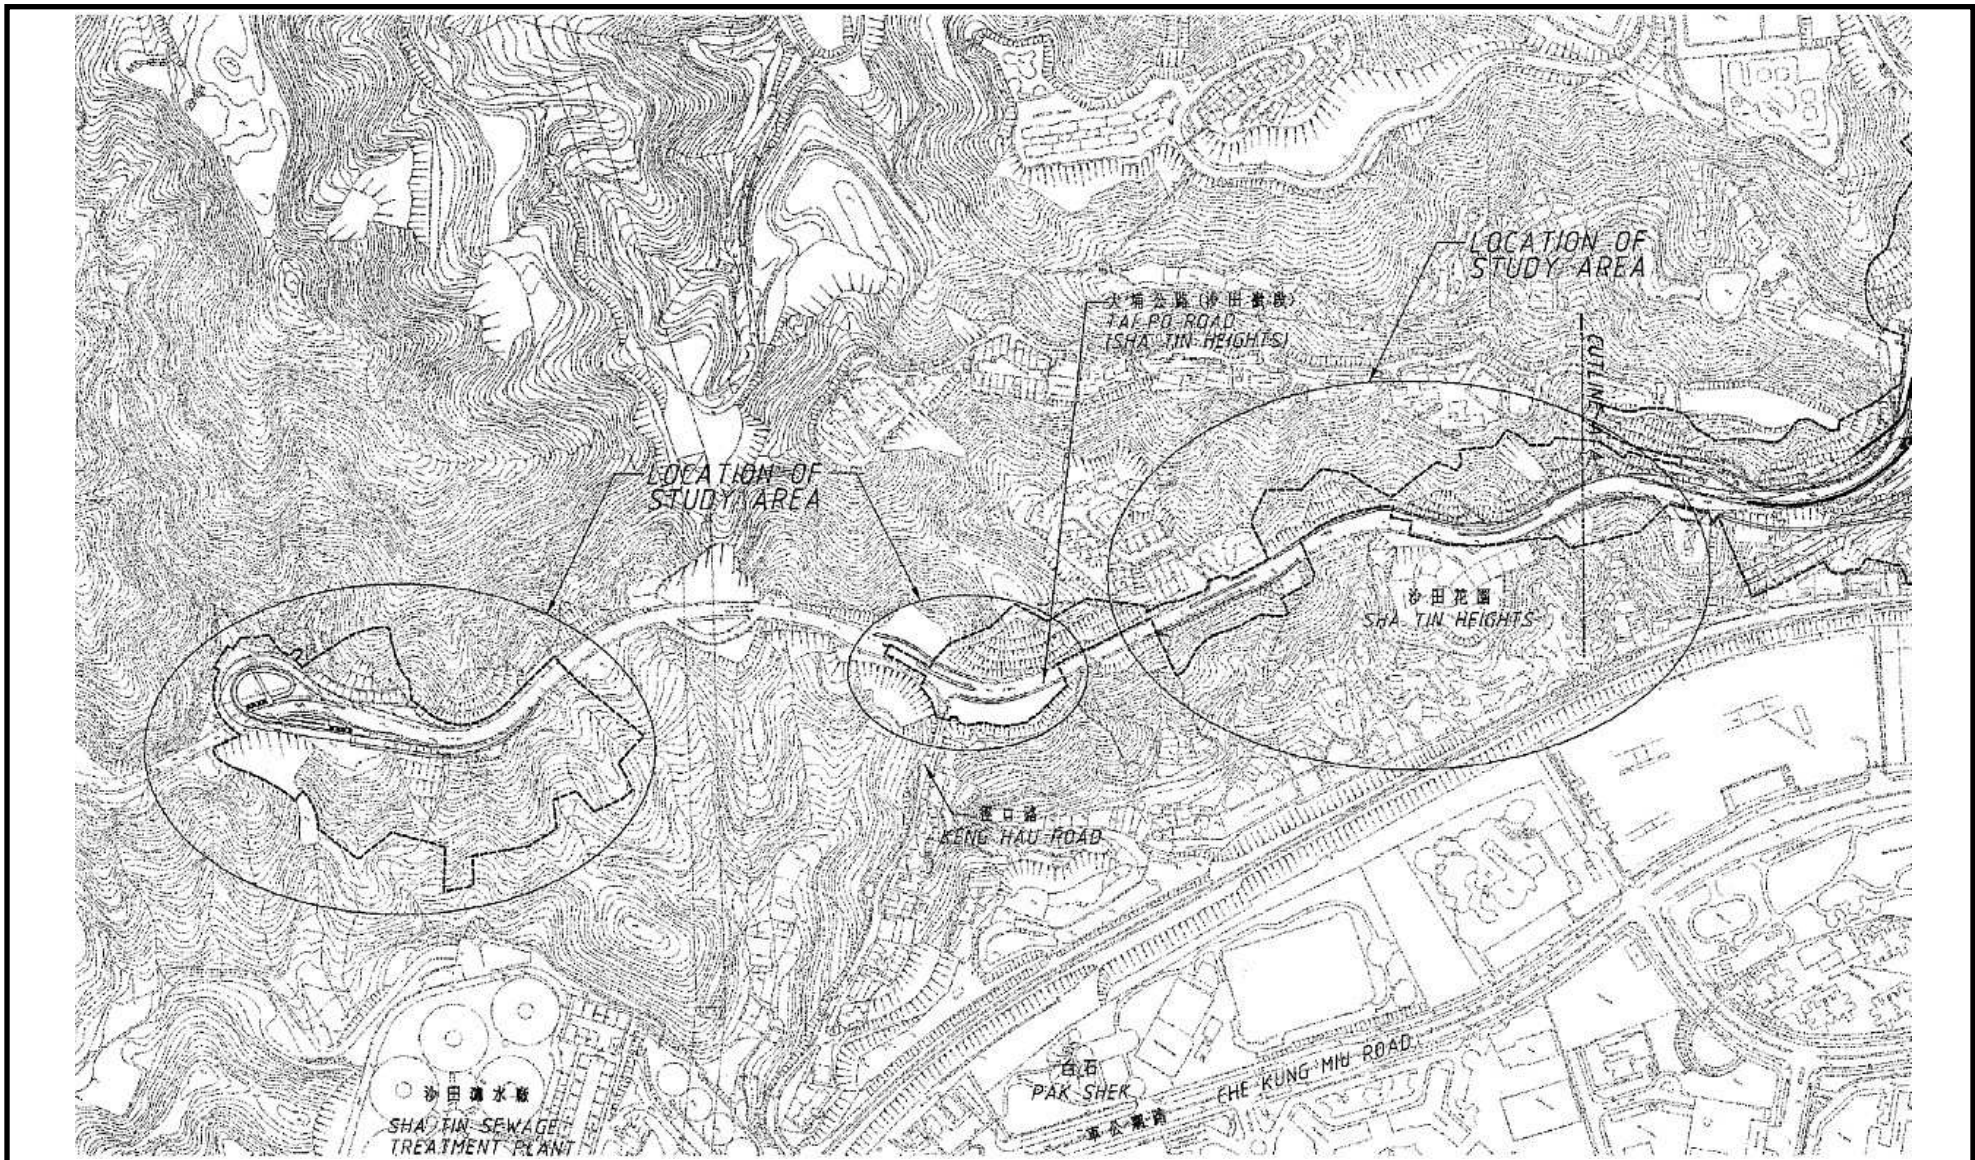 LOCATION OF
STUDY AREA
大埔公路(沙田嶺段)
TAI PO ROAD
(SHA TIN HEIGHTS)
CUTLINE A-A
LOCATION OF
STUDY AREA
沙田花園
SHA TIN HEIGHTS
徑口路
KENG HAU ROAD
白石
PAK SHEK
CHE KUNG MIU ROAD
車公廟路
沙田濾水廠
SHA TIN SEWAGE
TREATMENT PLANT